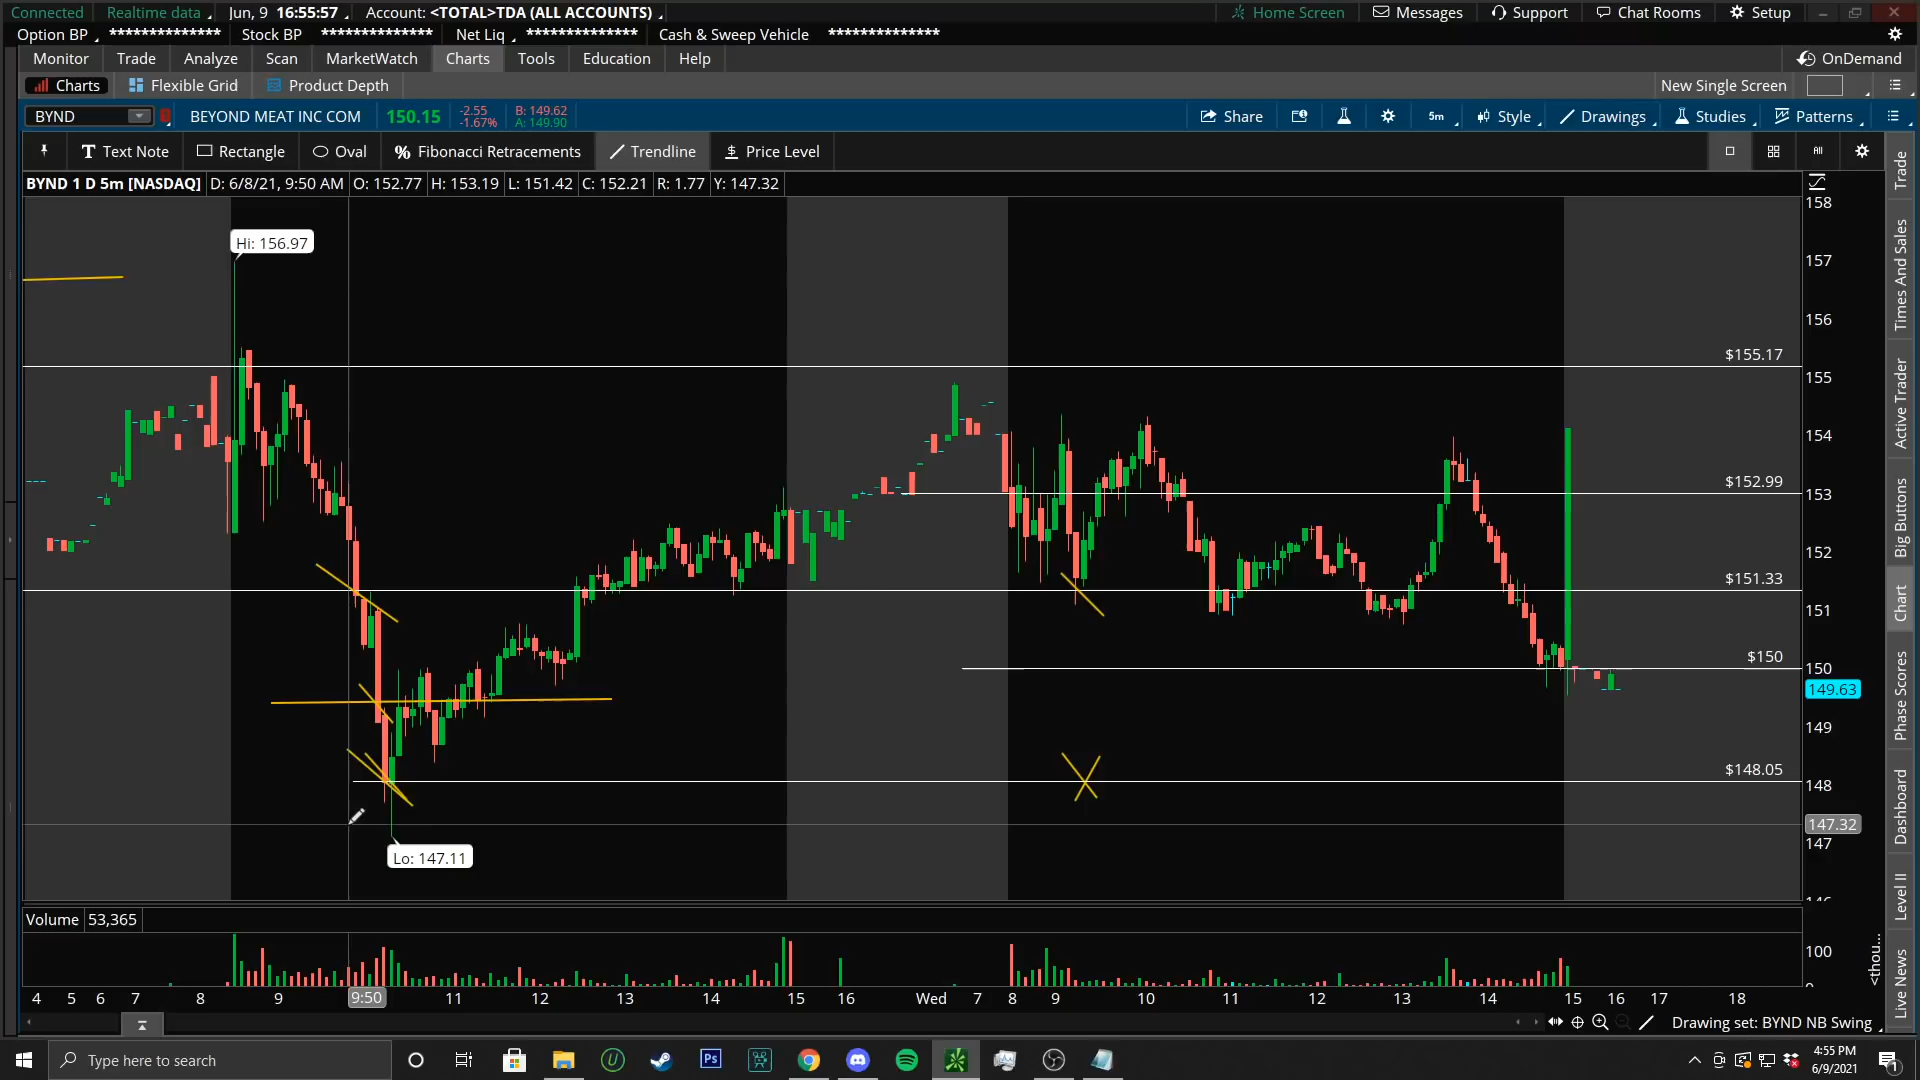 Connected Realtime data Jun, 9 16:55:57 Account: <TOTAL>TDA (ALL ACCOUNTS) Home Screen Messages Support Chat Rooms Setup
Option BP ************** Stock BP ************** Net Liq ************** Cash & Sweep Vehicle **************
Monitor Trade Analyze Scan MarketWatch Charts Tools Education Help OnDemand
Charts Flexible Grid Product Depth New Single Screen
BYND BEYOND MEAT INC COM 150.15 -2.55 -1.67% B: 149.62 A: 149.90 Share 5m Style Drawings Studies Patterns
Text Note Rectangle Oval Fibonacci Retracements Trendline Price Level All
BYND 1 D 5m [NASDAQ] D: 6/8/21, 9:50 AM O: 152.77 H: 153.19 L: 151.42 C: 152.21 R: 1.77 Y: 147.32
158
Hi: 156.97
157
156
$155.17
155
154
$152.99
153
152
$151.33
151
$150
150
149.63
149
$148.05
148
147.32
147
Lo: 147.11
Volume 53,365
100
<thou...
4 5 6 7 8 9 9:50 11 12 13 14 15 16 Wed 7 8 9 10 11 12 13 14 15 16 17 18
Drawing set: BYND NB Swing
Trade
Times And Sales
Active Trader
Big Buttons
Chart
Phase Scores
Dashboard
Level II
Live News
Type here to search
Ps
4:55 PM
6/9/2021
1